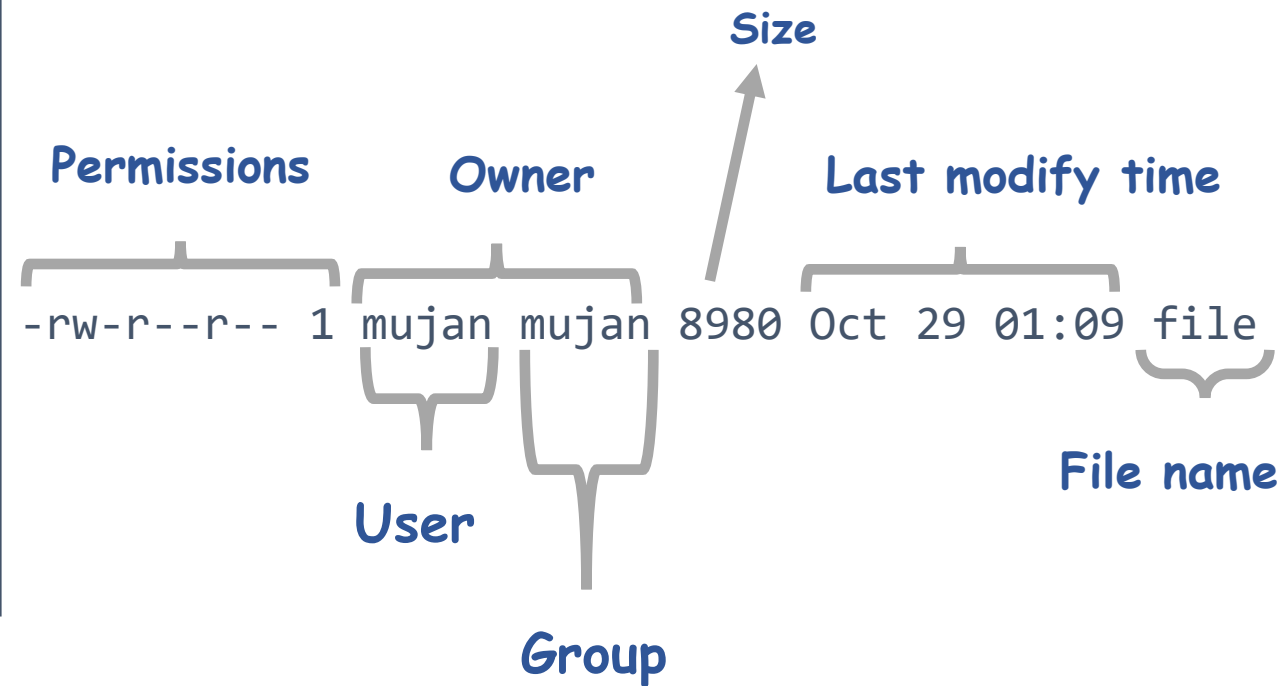 Size
Permissions
Owner
Last modify time
-rw-r--r-- 1 mujan mujan 8980 Oct 29 01:09 file
User
File name
Group